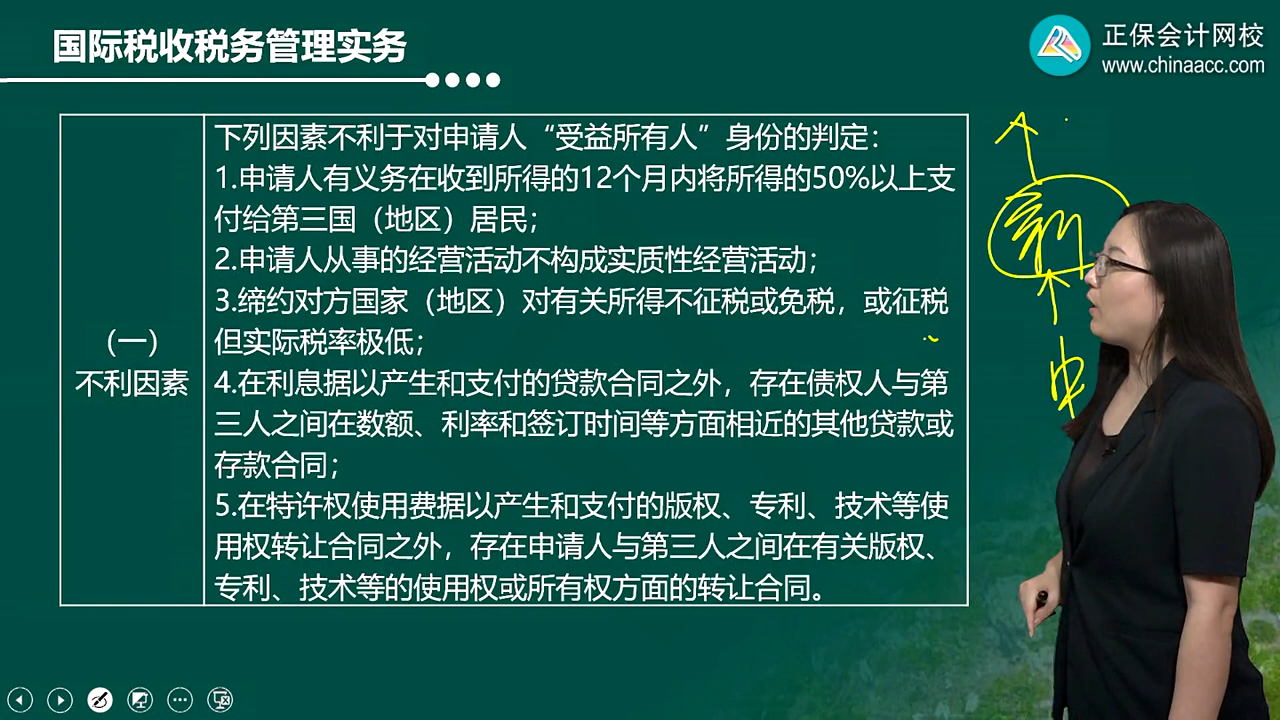 国际税收税务管理实务
正保会计网校
www.chinaacc.com
下列因素不利于对申请人“受益所有人”身份的判定：
1.申请人有义务在收到所得的12个月内将所得的50%以上支
付给第三国（地区）居民；
2.申请人从事的经营活动不构成实质性经营活动；
3.缔约对方国家（地区）对有关所得不征税或免税，或征税
但实际税率极低；
（一）
不利因素
4.在利息据以产生和支付的贷款合同之外，存在债权人与第
三人之间在数额、利率和签订时间等方面相近的其他贷款或
存款合同；
5.在特许权使用费据以产生和支付的版权、专利、技术等使
用权转让合同之外，存在申请人与第三人之间在有关版权、
专利、技术等的使用权或所有权方面的转让合同。
中